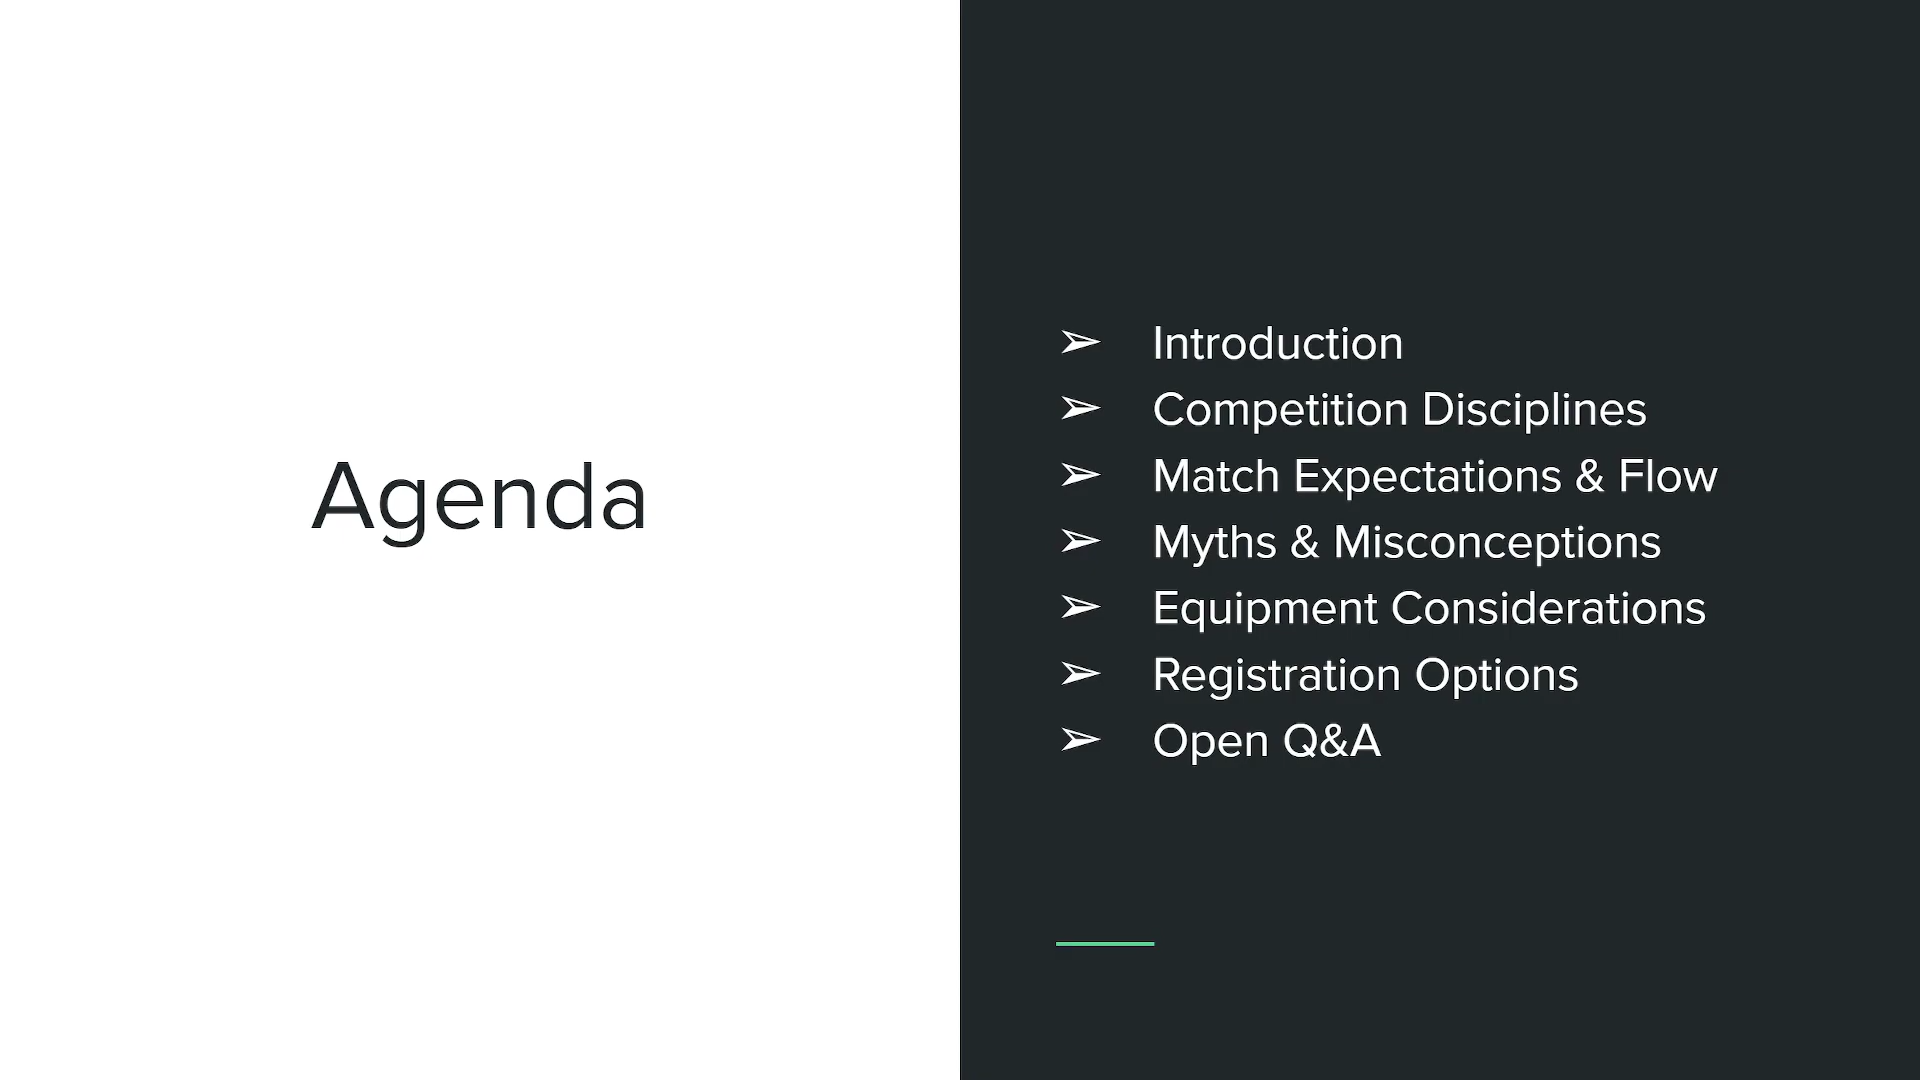 Agenda
➢ Introduction
➢ Competition Disciplines
➢ Match Expectations & Flow
➢ Myths & Misconceptions
➢ Equipment Considerations
➢ Registration Options
➢ Open Q&A